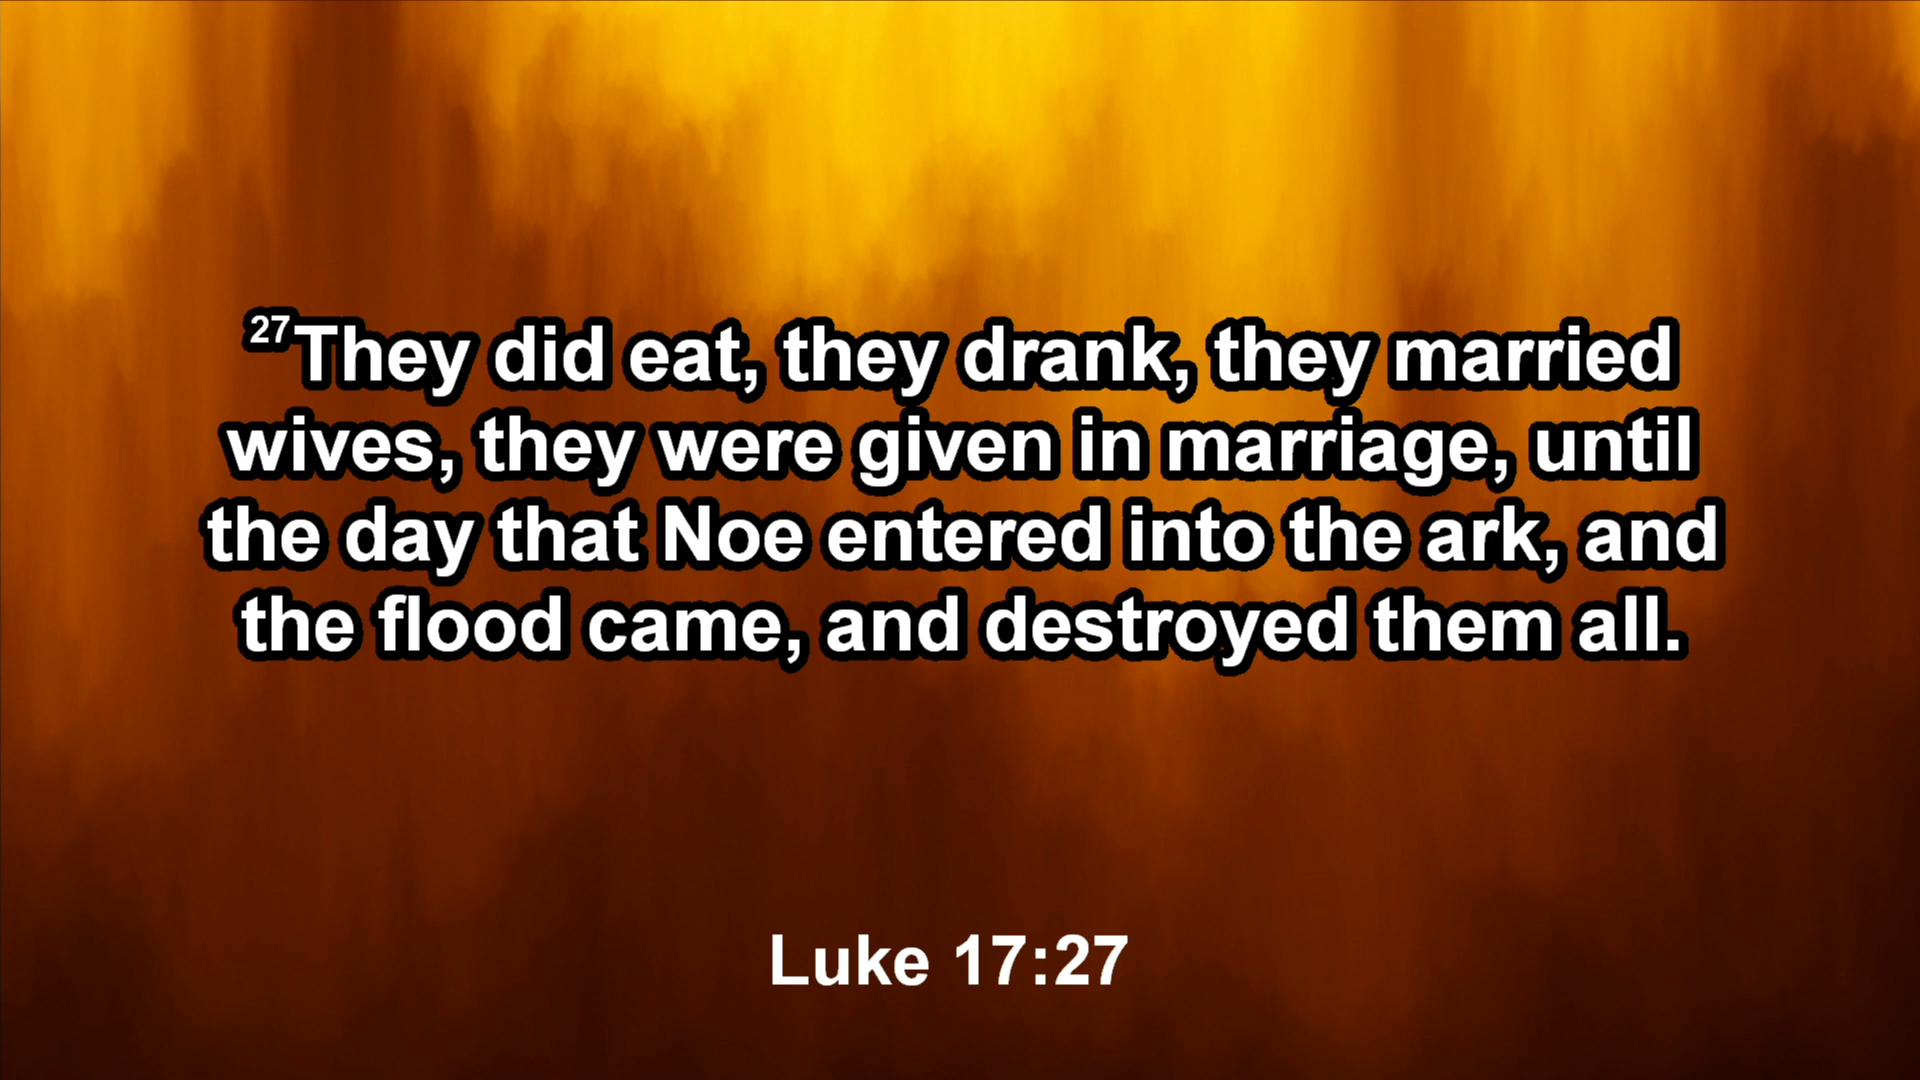 27They did eat, they drank, they married
wives, they were given in marriage, until
the day that Noe entered into the ark, and
the flood came, and destroyed them all.
Luke 17:27